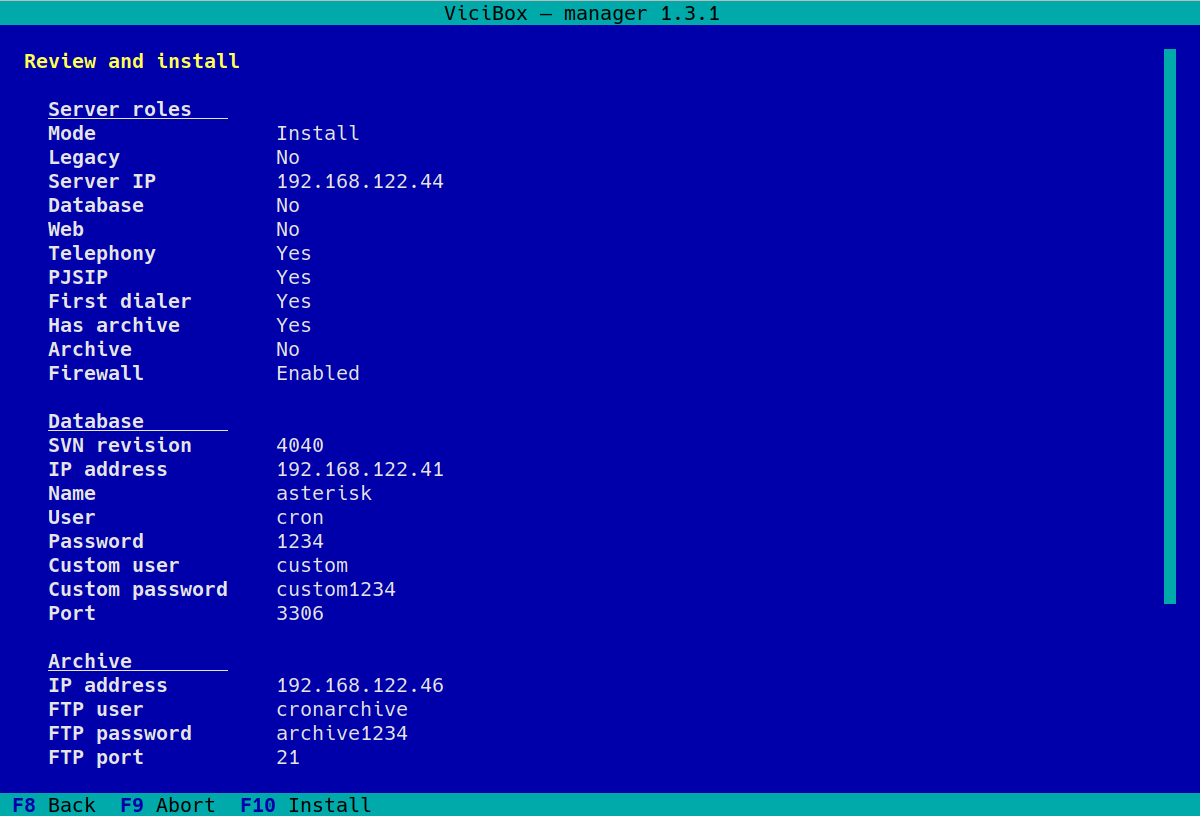 ViciBox — manager 1.3.1
Review and install
Server roles
Mode Install
Legacy No
Server IP 192.168.122.44
Database No
Web No
Telephony Yes
PJSIP Yes
First dialer Yes
Has archive Yes
Archive No
Firewall Enabled
Database
SVN revision 4040
IP address 192.168.122.41
Name asterisk
User cron
Password 1234
Custom user custom
Custom password custom1234
Port 3306
Archive
IP address 192.168.122.46
FTP user cronarchive
FTP password archive1234
FTP port 21
F8 Back F9 Abort F10 Install